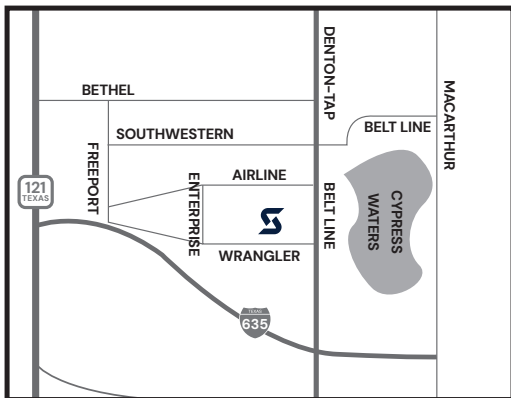 DENTON-TAP
BETHEL
MACARTHUR
BELT LINE
SOUTHWESTERN
FREEPORT
AIRLINE
ENTERPRISE
121
TEXAS
BELT LINE
CYPRESS
WATERS
WRANGLER
TEXAS
635